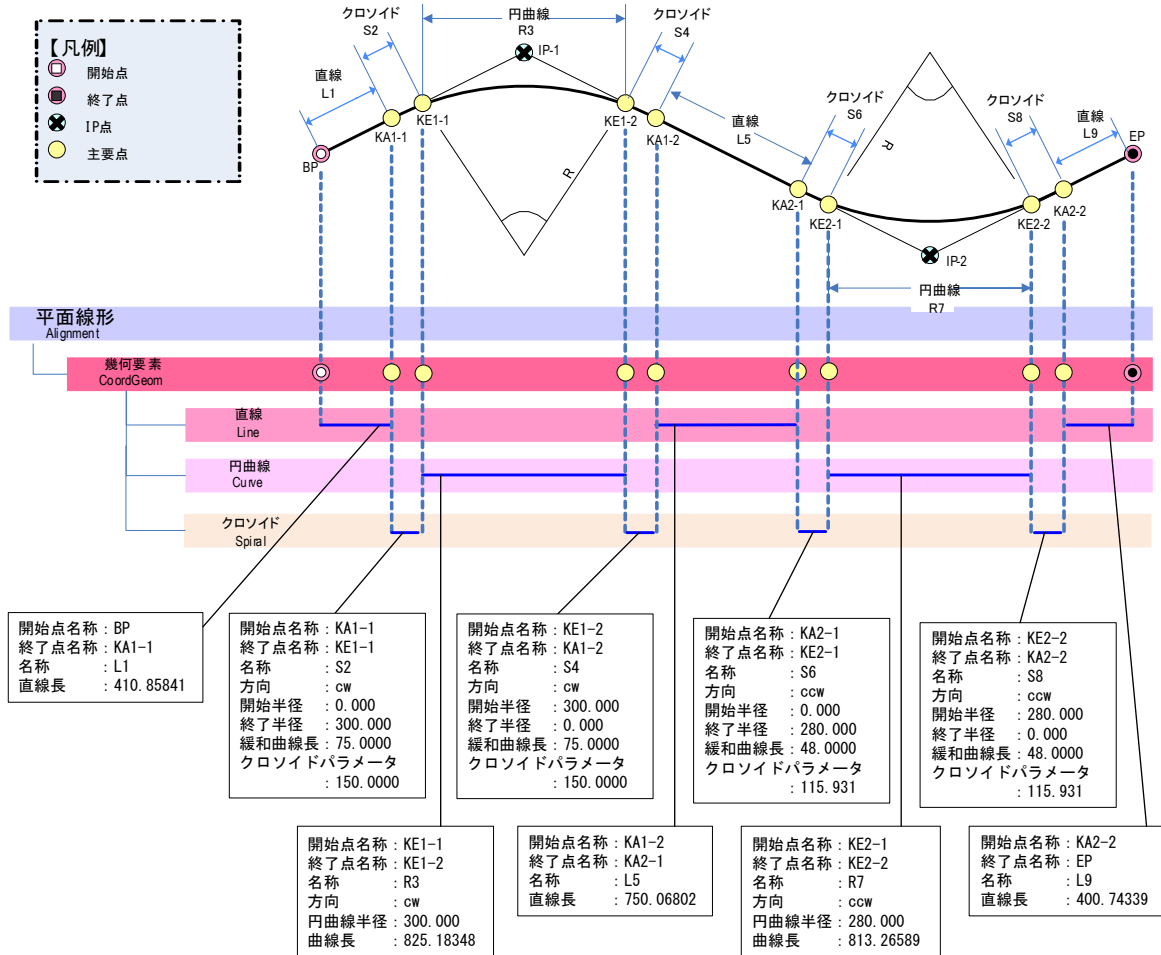 【凡例】
開始点
終了点
IP点
主要点
クロソイド
S2
円曲線
R3
クロソイド
S4
直線
L1
IP-1
KE1-1
KA1-1
BP
R
KE1-2
KA1-2
直線
L5
クロソイド
S6
R
クロソイド
S8
直線
L9
EP
KA2-1
KE2-1
KE2-2
KA2-2
IP-2
円曲線
R7
平面線形
Alignment
幾何要素
CoordGeom
直線
Line
円曲線
Curve
クロソイド
Spiral
開始点名称:BP
終了点名称:KA1-1
名称 :L1
直線長 :410.85841
開始点名称:KA1-1
終了点名称:KE1-1
名称 :S2
方向 :cw
開始半径 :0.000
終了半径 :300.000
緩和曲線長:75.0000
クロソイドパラメータ
:150.0000
開始点名称:KE1-2
終了点名称:KA1-2
名称 :S4
方向 :cw
開始半径 :300.000
終了半径 :0.000
緩和曲線長:75.0000
クロソイドパラメータ
:150.0000
開始点名称:KA2-1
終了点名称:KE2-1
名称 :S6
方向 :ccw
開始半径 :0.000
終了半径 :280.000
緩和曲線長:48.0000
クロソイドパラメータ
:115.931
開始点名称:KE2-2
終了点名称:KA2-2
名称 :S8
方向 :ccw
開始半径 :280.000
終了半径 :0.000
緩和曲線長:48.0000
クロソイドパラメータ
:115.931
開始点名称:KE1-1
終了点名称:KE1-2
名称 :R3
方向 :cw
円曲線半径:300.000
曲線長 :825.18348
開始点名称:KA1-2
終了点名称:KA2-1
名称 :L5
直線長 :750.06802
開始点名称:KE2-1
終了点名称:KE2-2
名称 :R7
方向 :ccw
円曲線半径:280.000
曲線長 :813.26589
開始点名称:KA2-2
終了点名称:EP
名称 :L9
直線長 :400.74339